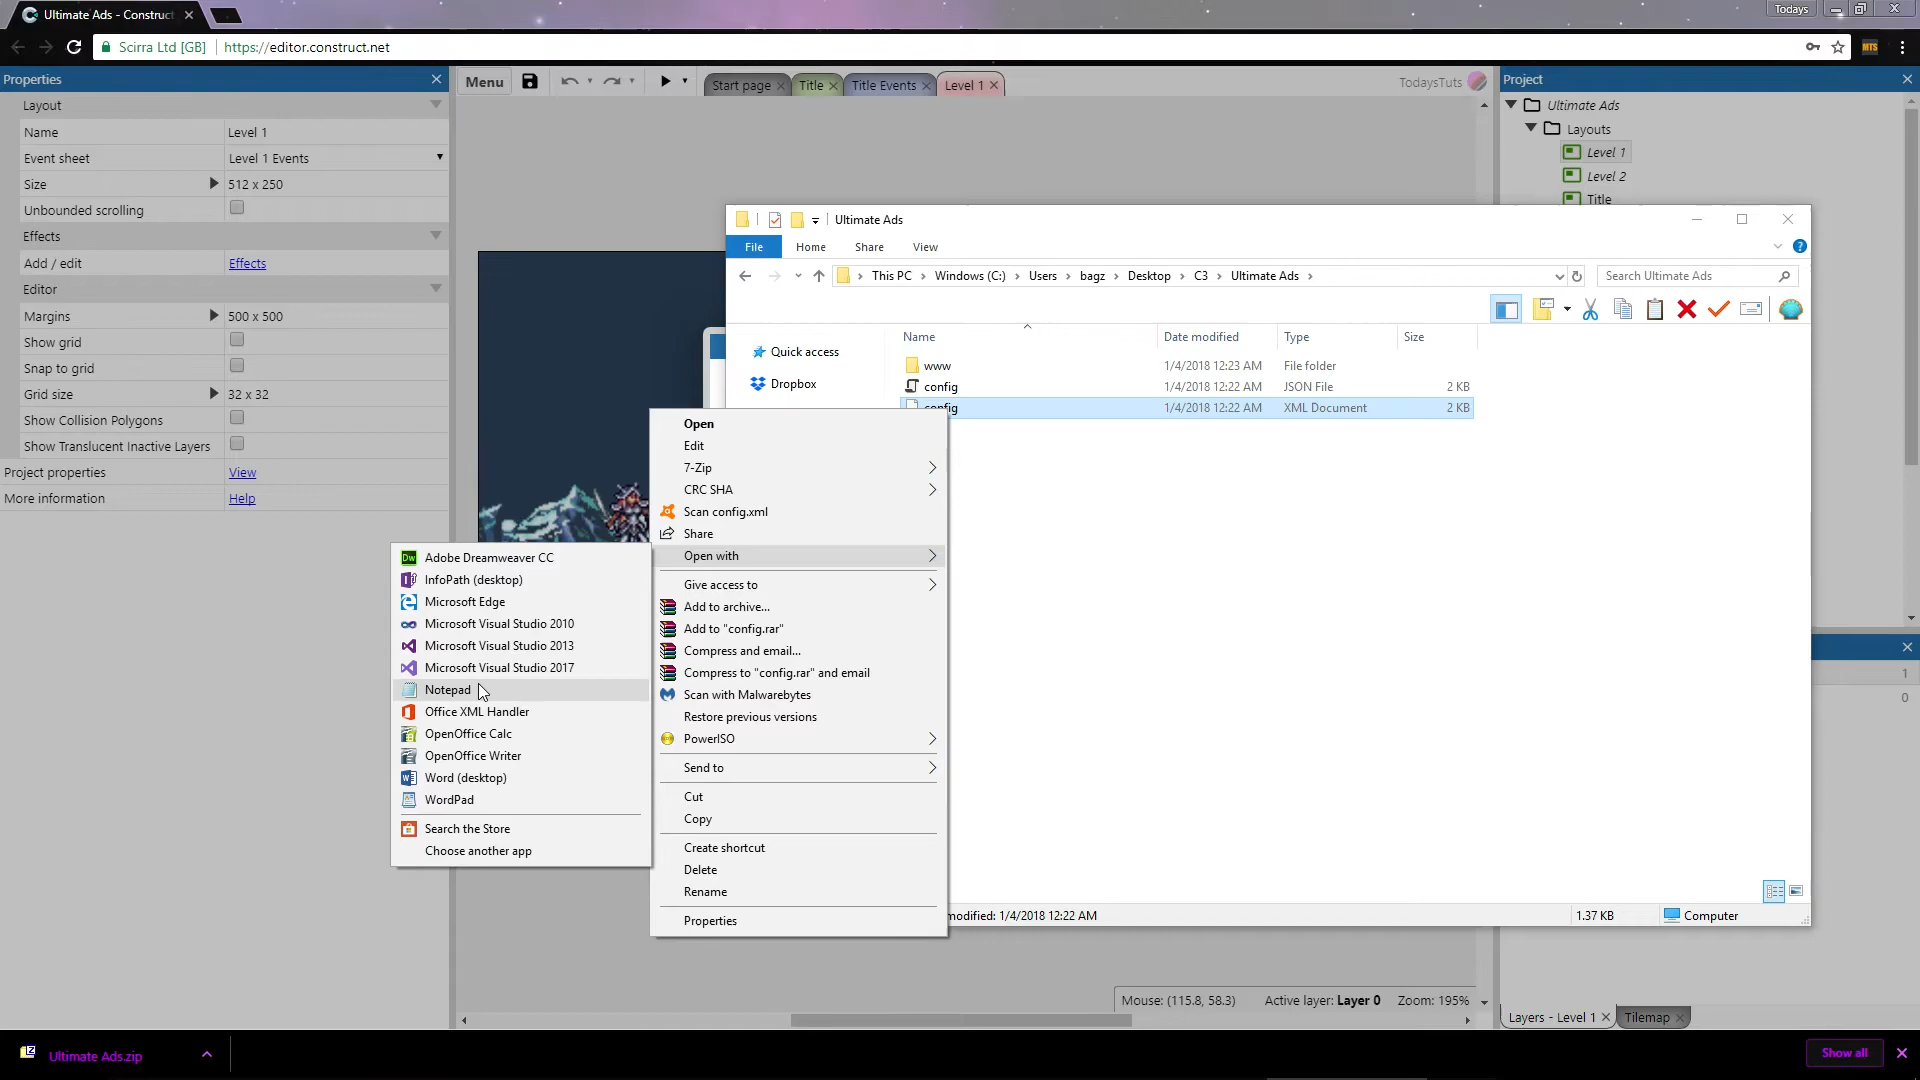 Ultimate Ads - Construct
Todays
Scirra Ltd [GB]
https://editor.construct.net
MTS
Properties
Layout
Name Level 1
Event sheet Level 1 Events
Size 512 x 250
Unbounded scrolling
Effects
Add / edit Effects
Editor
Margins 500 x 500
Show grid
Snap to grid
Grid size 32 x 32
Show Collision Polygons
Show Translucent Inactive Layers
Project properties View
More information Help
Menu
Start page
Title
Title Events
Level 1
TodaysTuts
Project
Ultimate Ads
Layouts
Level 1
Level 2
Title
Ultimate Ads
File Home Share View
This PC Windows (C:) Users bagz Desktop C3 Ultimate Ads
Search Ultimate Ads
Quick access
Dropbox
Name Date modified Type Size
www 1/4/2018 12:23 AM File folder
config 1/4/2018 12:22 AM JSON File 2 KB
config 1/4/2018 12:22 AM XML Document 2 KB
Open
Edit
7-Zip
CRC SHA
Scan config.xml
Share
Open with
Give access to
Add to archive...
Add to "config.rar"
Compress and email...
Compress to "config.rar" and email
Scan with Malwarebytes
Restore previous versions
PowerISO
Send to
Cut
Copy
Create shortcut
Delete
Rename
Properties
Dw Adobe Dreamweaver CC
InfoPath (desktop)
Microsoft Edge
Microsoft Visual Studio 2010
Microsoft Visual Studio 2013
Microsoft Visual Studio 2017
Notepad
Office XML Handler
OpenOffice Calc
OpenOffice Writer
Word (desktop)
WordPad
Search the Store
Choose another app
modified: 1/4/2018 12:22 AM
1.37 KB
Computer
1
0
Mouse: (115.8, 58.3) Active layer: Layer 0 Zoom: 195%
Layers - Level 1
Tilemap
Ultimate Ads.zip
Show all